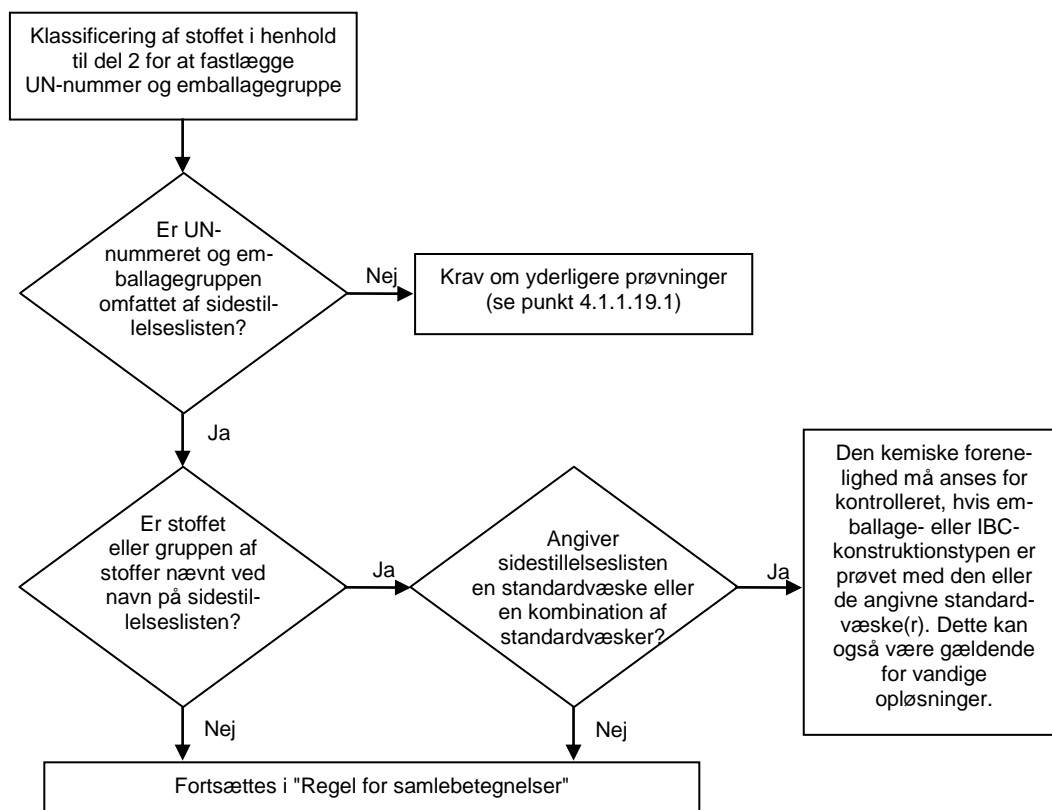 Klassificering af stoffet i henhold
til del 2 for at fastlægge
UN-nummer og emballagegruppe
Er UN-
nummeret og em-
ballagegruppen
omfattet af sidestil-
lelseslisten?
Nej
Krav om yderligere prøvninger
(se punkt 4.1.1.19.1)
Ja
Er stoffet
eller gruppen af
stoffer nævnt ved
navn på sidestil-
lelseslisten?
Ja
Angiver
sidestillelseslisten
en standardvæske eller
en kombination af
standardvæsker?
Ja
Den kemiske forene-
lighed må anses for
kontrolleret, hvis em-
ballage- eller IBC-
konstruktionstypen er
prøvet med den eller
de angivne standard-
væske(r). Dette kan
også være gældende
for vandige
opløsninger.
Nej
Nej
Fortsættes i "Regel for samlebetegnelser"